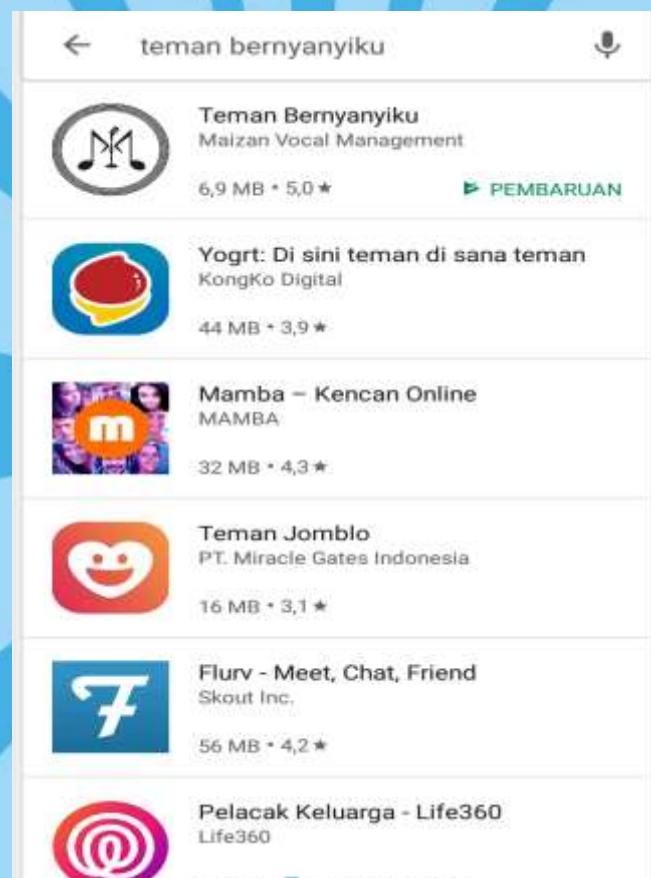 teman bernyanyiku
Teman Bernyanyiku
Maizan Vocal Management
6,9 MB • 5,0 ★
PEMBARUAN
Yogrt: Di sini teman di sana teman
KongKo Digital
44 MB • 3,9 ★
m
Mamba – Kencan Online
MAMBA
32 MB • 4,3 ★
Teman Jomblo
PT. Miracle Gates Indonesia
16 MB • 3,1 ★
F
Flurv - Meet, Chat, Friend
Skout Inc.
56 MB • 4,2 ★
Pelacak Keluarga - Life360
Life360